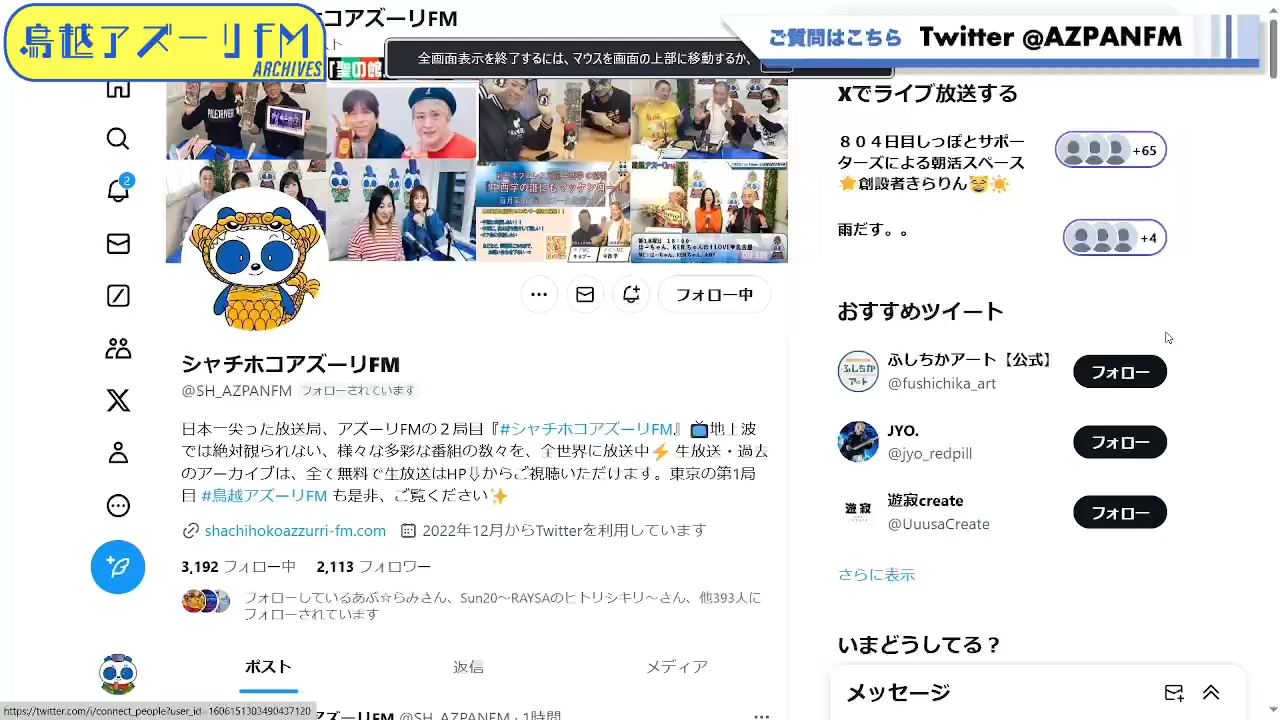 鳥越アズーリFM
ARCHIVES
コアズーリFM
ご質問はこちら Twitter @AZPANFM
全画面表示を終了するには、マウスを画面の上部に移動するか、
Xでライブ放送する
８０４日目しっぽとサポー
ターズによる朝活スペース
🌟創設者きらりん😸☀️
+65
雨だす。。
+4
2
フォロー中
シャチホコアズーリFM
@SH_AZPANFM フォローされています
日本一尖った放送局、アズーリFMの２局目『#シャチホコアズーリFM』📺地上波
では絶対観られない、様々な多彩な番組の数々を、全世界に放送中⚡ 生放送・過去
のアーカイブは、全て無料で生放送はHP⇩からご視聴いただけます。東京の第1局
目 #鳥越アズーリFM も是非、ご覧ください✨
shachihokoazzurri-fm.com 2022年12月からTwitterを利用しています
3,192 フォロー中 2,113 フォロワー
フォローしているあぶ☆らみさん、Sun20〜RAYSAのヒトリシキリ〜さん、他393人に
フォローされています
ポスト 返信 メディア
おすすめツイート
ふしちかアート【公式】
@fushichika_art
フォロー
JYO.
@jyo_redpill
フォロー
遊寂create
@UuusaCreate
フォロー
さらに表示
いまどうしてる？
メッセージ
https://twitter.com/i/connect_people?user_id=1606151303490437120
ズーリFM @SH_AZPANFM · 1時間